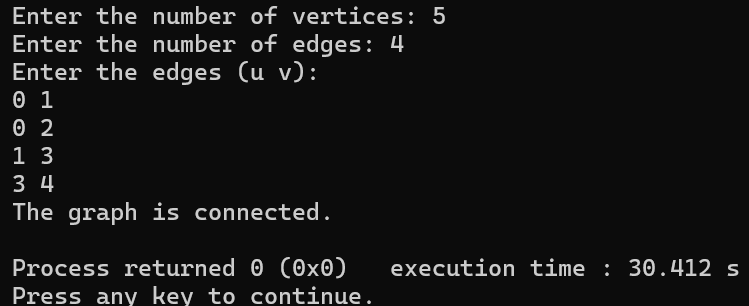 Enter the number of vertices: 5
Enter the number of edges: 4
Enter the edges (u v):
0 1
0 2
1 3
3 4
The graph is connected.

Process returned 0 (0x0)   execution time : 30.412 s
Press any key to continue.